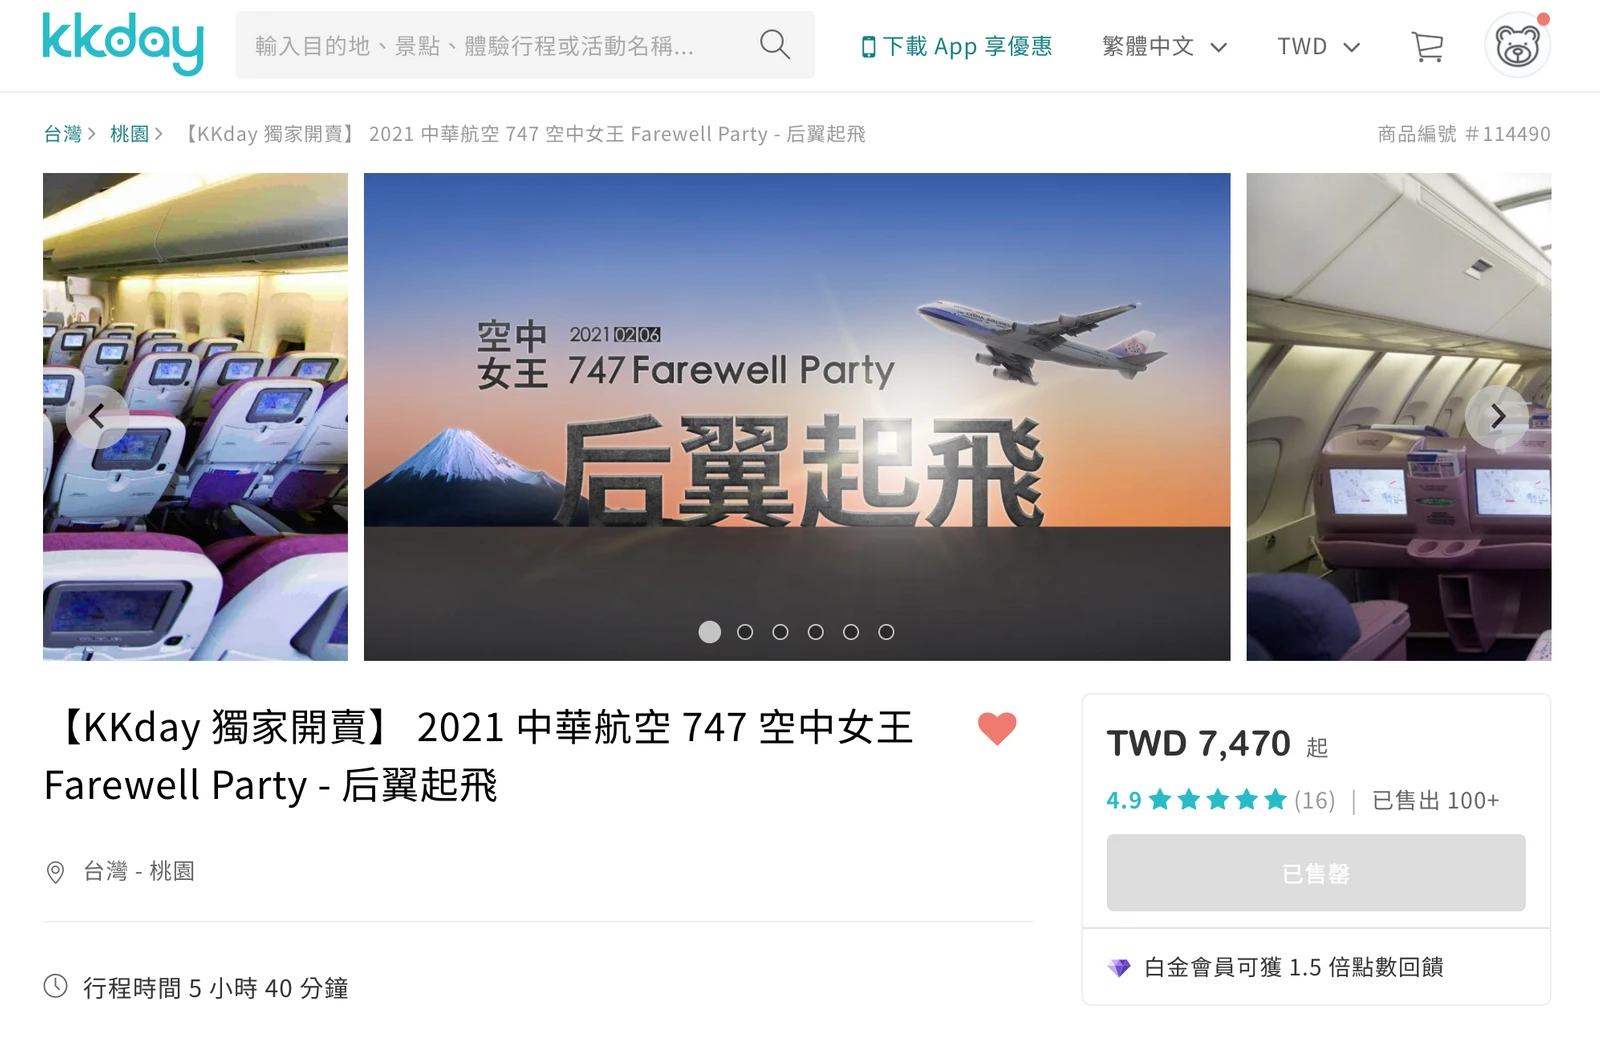 kkday
輸入目的地、景點、體驗行程或活動名稱...
下載 App 享優惠
繁體中文
TWD
台灣 > 桃園 > 【KKday 獨家開賣】 2021 中華航空 747 空中女王 Farewell Party - 后翼起飛
商品編號 ＃114490
空中女王
2021 02 06
747 Farewell Party
后翼起飛
【KKday 獨家開賣】 2021 中華航空 747 空中女王
Farewell Party - 后翼起飛
台灣 - 桃園
行程時間 5 小時 40 分鐘
TWD 7,470 起
4.9 ★★★★★ (16) | 已售出 100+
已售罄
白金會員可獲 1.5 倍點數回饋